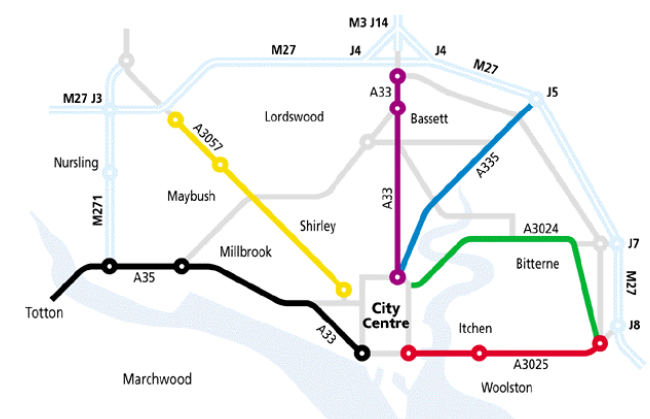 M3 J14
M27
J4
J4
M27
J5
M27 J3
A33
Lordswood
Bassett
A3057
Nursling
A335
Maybush
A33
M271
Shirley
A3024
J7
Millbrook
Bitterne
A35
M27
Totton
City
Centre
J8
A33
Itchen
A3025
Marchwood
Woolston